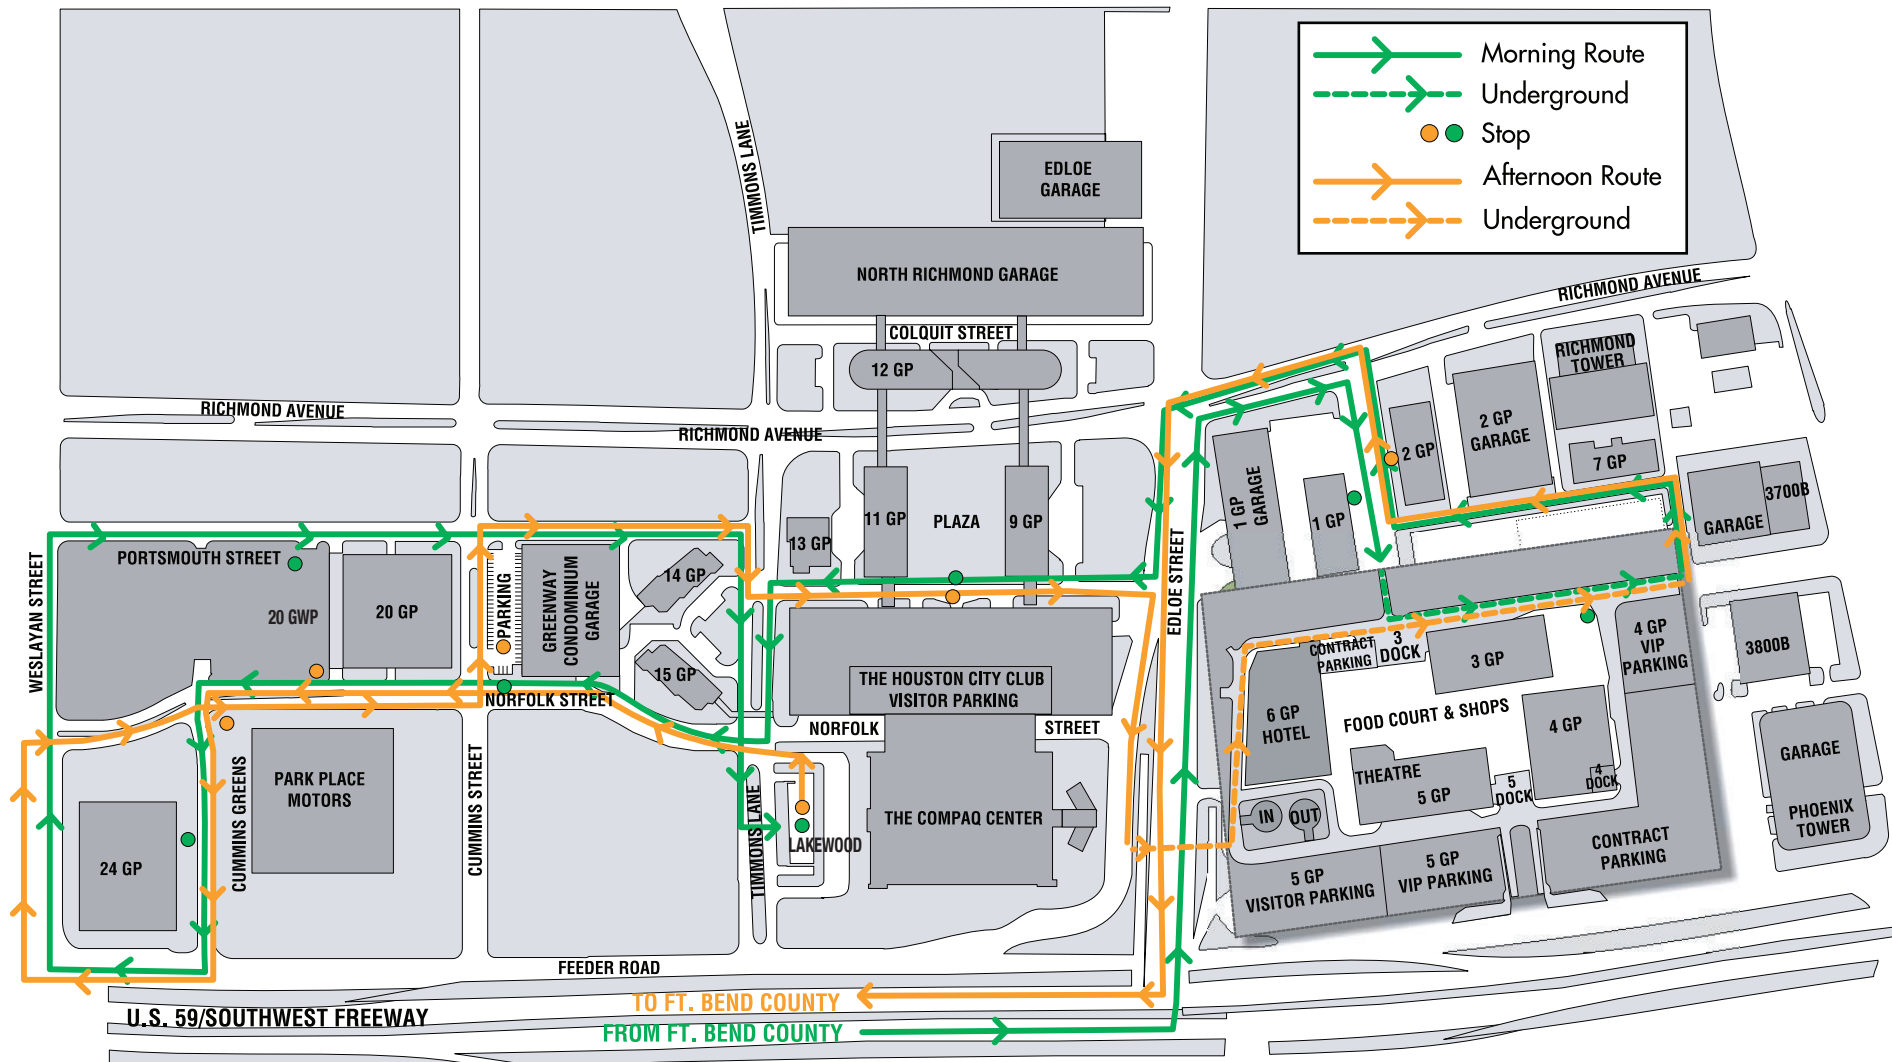 Morning Route
Underground
Stop
Afternoon Route
Underground
TIMMONS LANE
EDLOE
GARAGE
NORTH RICHMOND GARAGE
COLQUIT STREET
12 GP
RICHMOND AVENUE
RICHMOND AVENUE
RICHMOND AVENUE
RICHMOND
TOWER
2 GP
GARAGE
2 GP
7 GP
3700B
GARAGE
1 GP
GARAGE
1 GP
11 GP
PLAZA
9 GP
13 GP
EDLOE STREET
WESLAYAN STREET
PORTSMOUTH STREET
20 GWP
20 GP
PARKING
GREENWAY
CONDOMINIUM
GARAGE
14 GP
15 GP
NORFOLK STREET
THE HOUSTON CITY CLUB
VISITOR PARKING
NORFOLK
STREET
CONTRACT
PARKING
3
DOCK
3 GP
4 GP
VIP
PARKING
3800B
6 GP
HOTEL
FOOD COURT & SHOPS
4 GP
THEATRE
5 GP
5
DOCK
4
DOCK
IN
OUT
GARAGE
PHOENIX
TOWER
CONTRACT
PARKING
5 GP
VISITOR PARKING
5 GP
VIP PARKING
PARK PLACE
MOTORS
CUMMINS GREENS
CUMMINS STREET
24 GP
TIMMONS LANE
LAKEWOOD
THE COMPAQ CENTER
FEEDER ROAD
TO FT. BEND COUNTY
U.S. 59/SOUTHWEST FREEWAY
FROM FT. BEND COUNTY